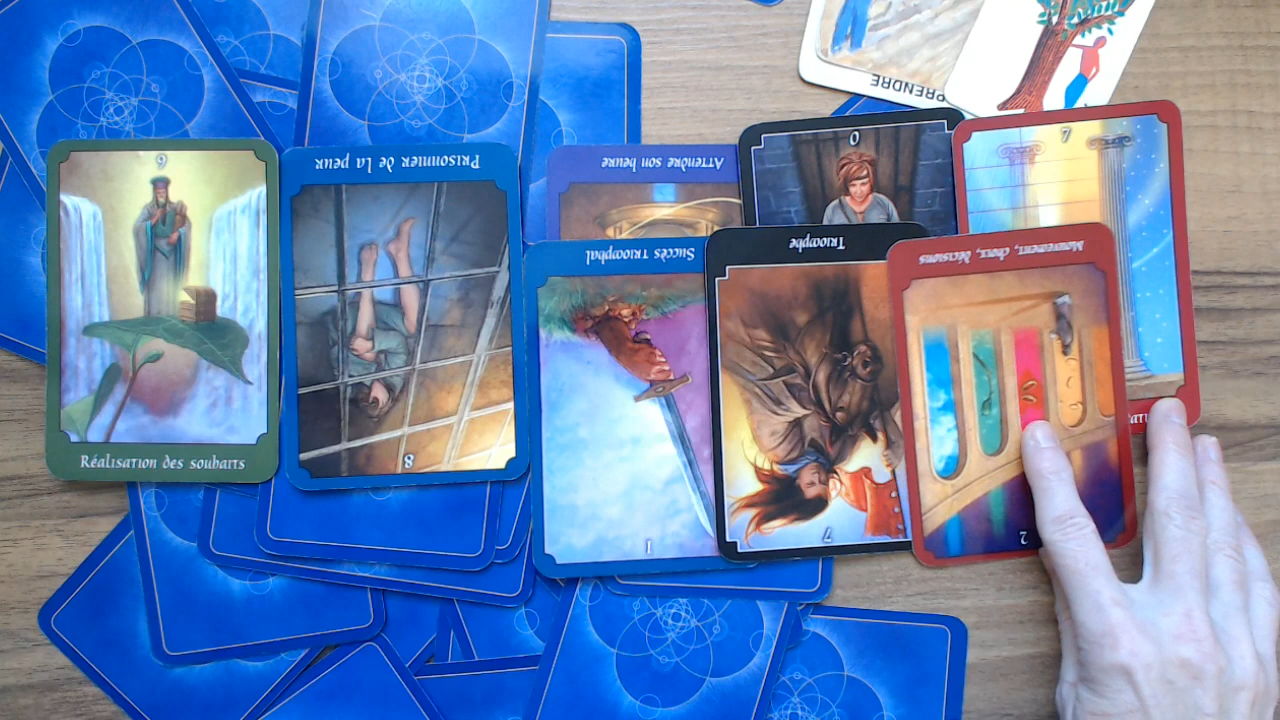 PRENDRE
6
Réalisation des souhaits
Prisonnier de la peur
8
Attendre son heure
0
7
Succès Triomphal
1
Triomphe
7
Mouvement, choix, décisions
2